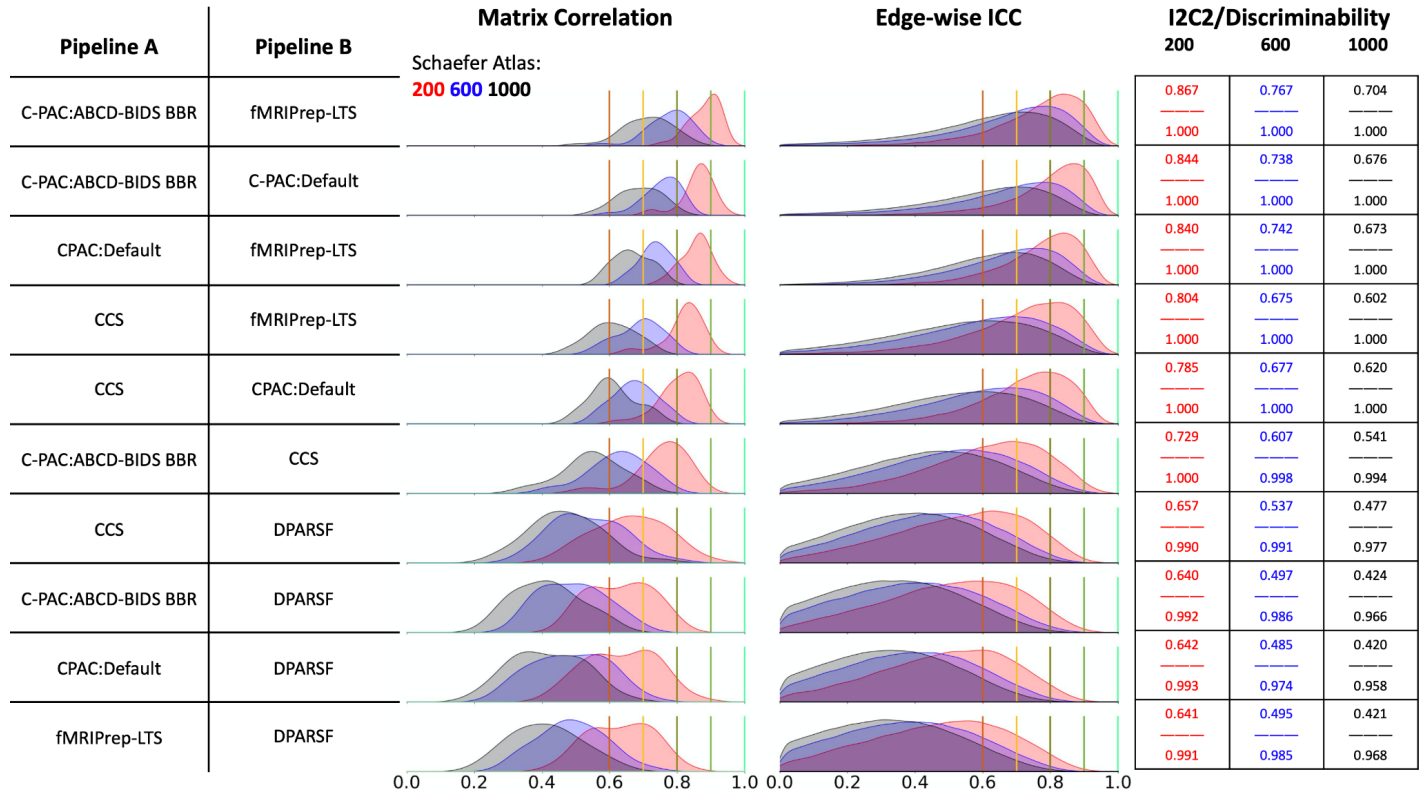 Matrix Correlation Edge-wise ICC I2C2/Discriminability
Pipeline A Pipeline B 200 600 1000
Schaefer Atlas:
200 600 1000
0.867 0.767 0.704
C-PAC:ABCD-BIDS BBR fMRIPrep-LTS
1.000 1.000 1.000
0.844 0.738 0.676
C-PAC:ABCD-BIDS BBR C-PAC:Default
1.000 1.000 1.000
0.840 0.742 0.673
CPAC:Default fMRIPrep-LTS
1.000 1.000 1.000
0.804 0.675 0.602
CCS fMRIPrep-LTS
1.000 1.000 1.000
0.785 0.677 0.620
CCS CPAC:Default
1.000 1.000 1.000
0.729 0.607 0.541
C-PAC:ABCD-BIDS BBR CCS
1.000 0.998 0.994
0.657 0.537 0.477
CCS DPARSF
0.990 0.991 0.977
0.640 0.497 0.424
C-PAC:ABCD-BIDS BBR DPARSF
0.992 0.986 0.966
0.642 0.485 0.420
CPAC:Default DPARSF
0.993 0.974 0.958
0.641 0.495 0.421
fMRIPrep-LTS DPARSF
0.991 0.985 0.968
0.0 0.2 0.4 0.6 0.8 1.0 0.0 0.2 0.4 0.6 0.8 1.0